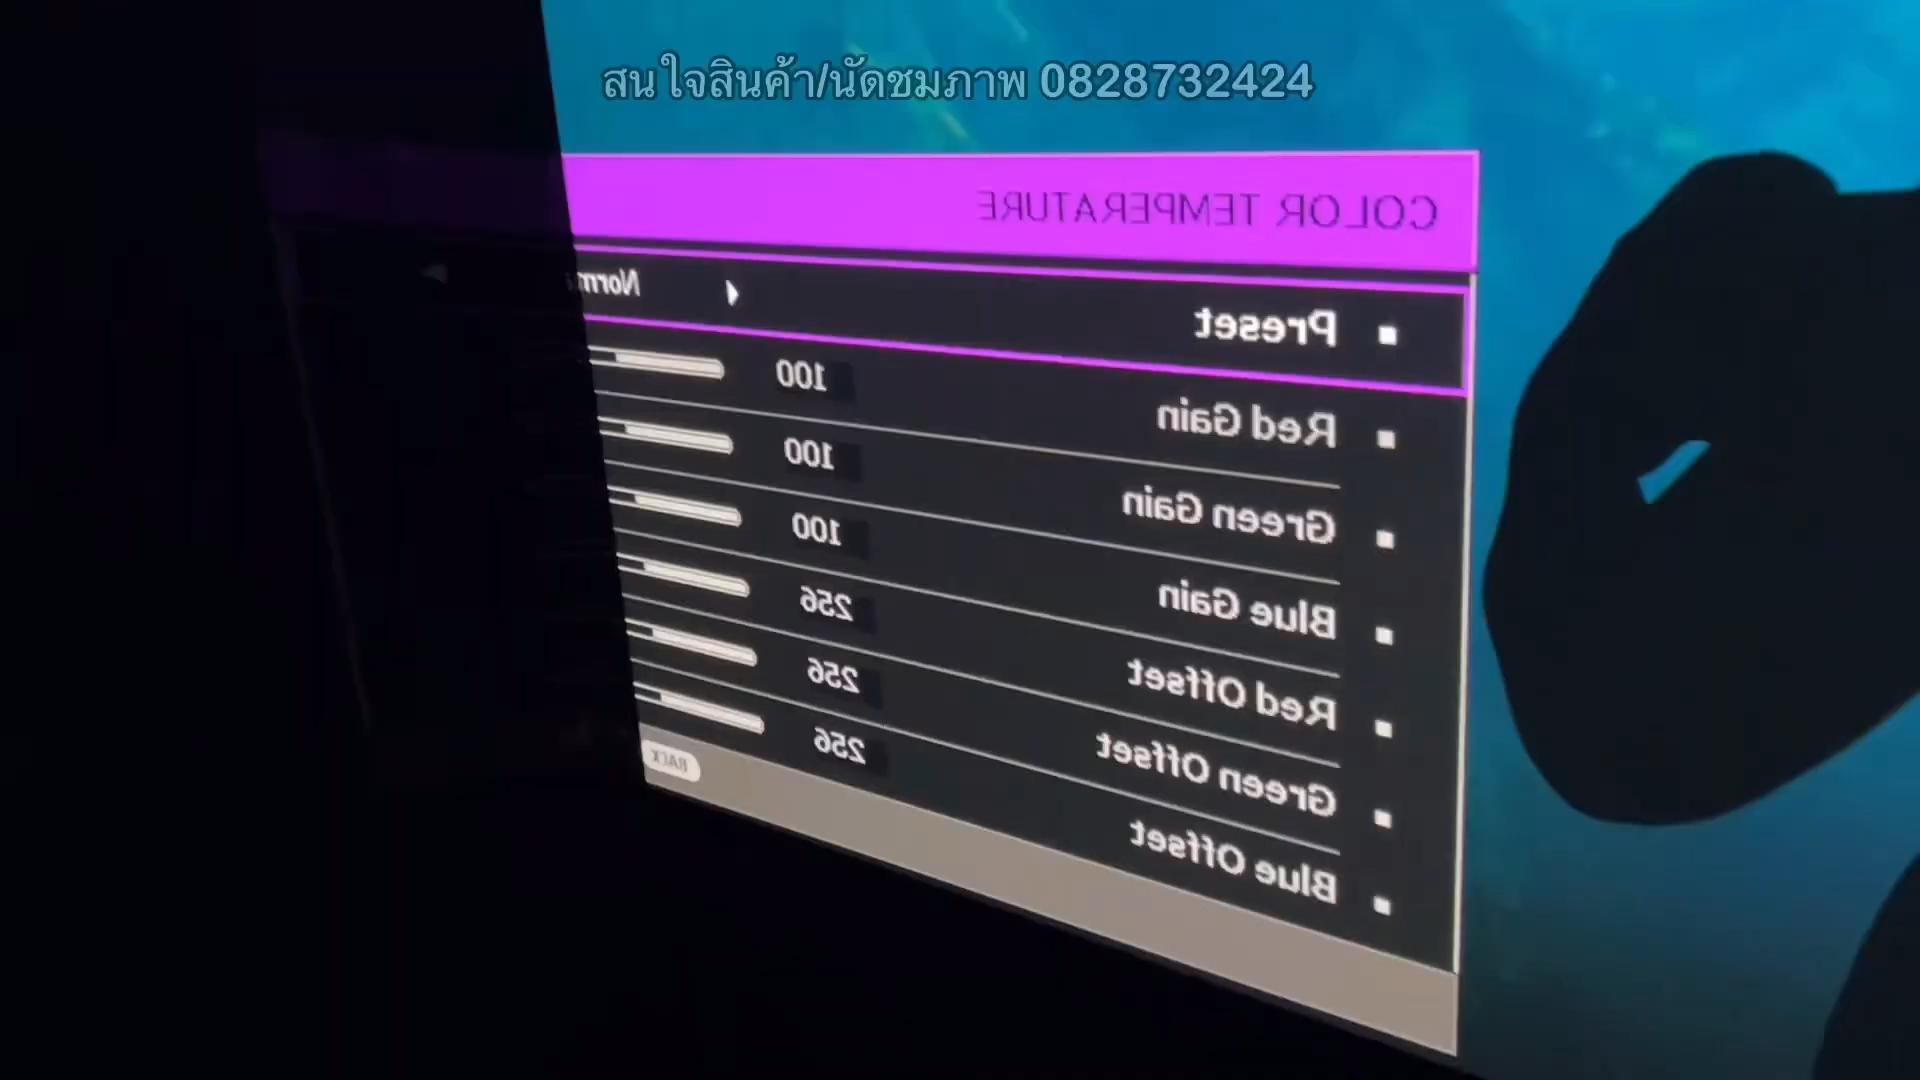 สนใจสินค้า/นัดชมภาพ 0828732424
COLOR TEMPERATURE
Preset
Red Gain 100
Green Gain 100
Blue Gain 100
Red Offset 256
Green Offset 256
Blue Offset 256
BACK